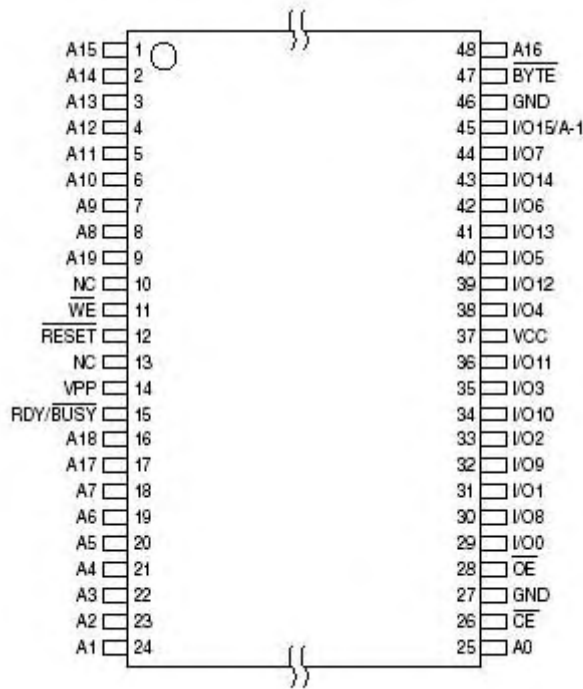 A15 1 48 A16
A14 2 47 BYTE
A13 3 46 GND
A12 4 45 I/O15/A-1
A11 5 44 I/O7
A10 6 43 I/O14
A9 7 42 I/O6
A8 8 41 I/O13
A19 9 40 I/O5
NC 10 39 I/O12
WE 11 38 I/O4
RESET 12 37 VCC
NC 13 36 I/O11
VPP 14 35 I/O3
RDY/BUSY 15 34 I/O10
A18 16 33 I/O2
A17 17 32 I/O9
A7 18 31 I/O1
A6 19 30 I/O8
A5 20 29 I/O0
A4 21 28 OE
A3 22 27 GND
A2 23 26 CE
A1 24 25 A0